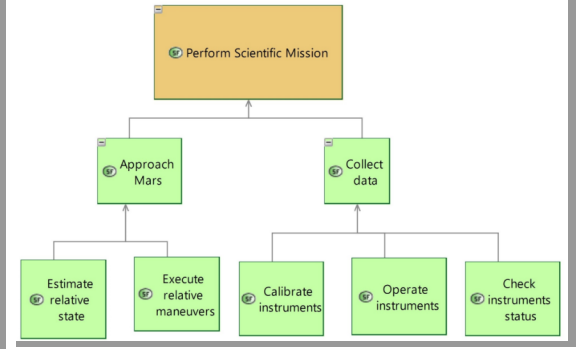 Perform Scientific Mission
Approach
Mars
Collect
data
Estimate
relative
state
Execute
relative
maneuvers
Calibrate
instruments
Operate
instruments
Check
instruments
status